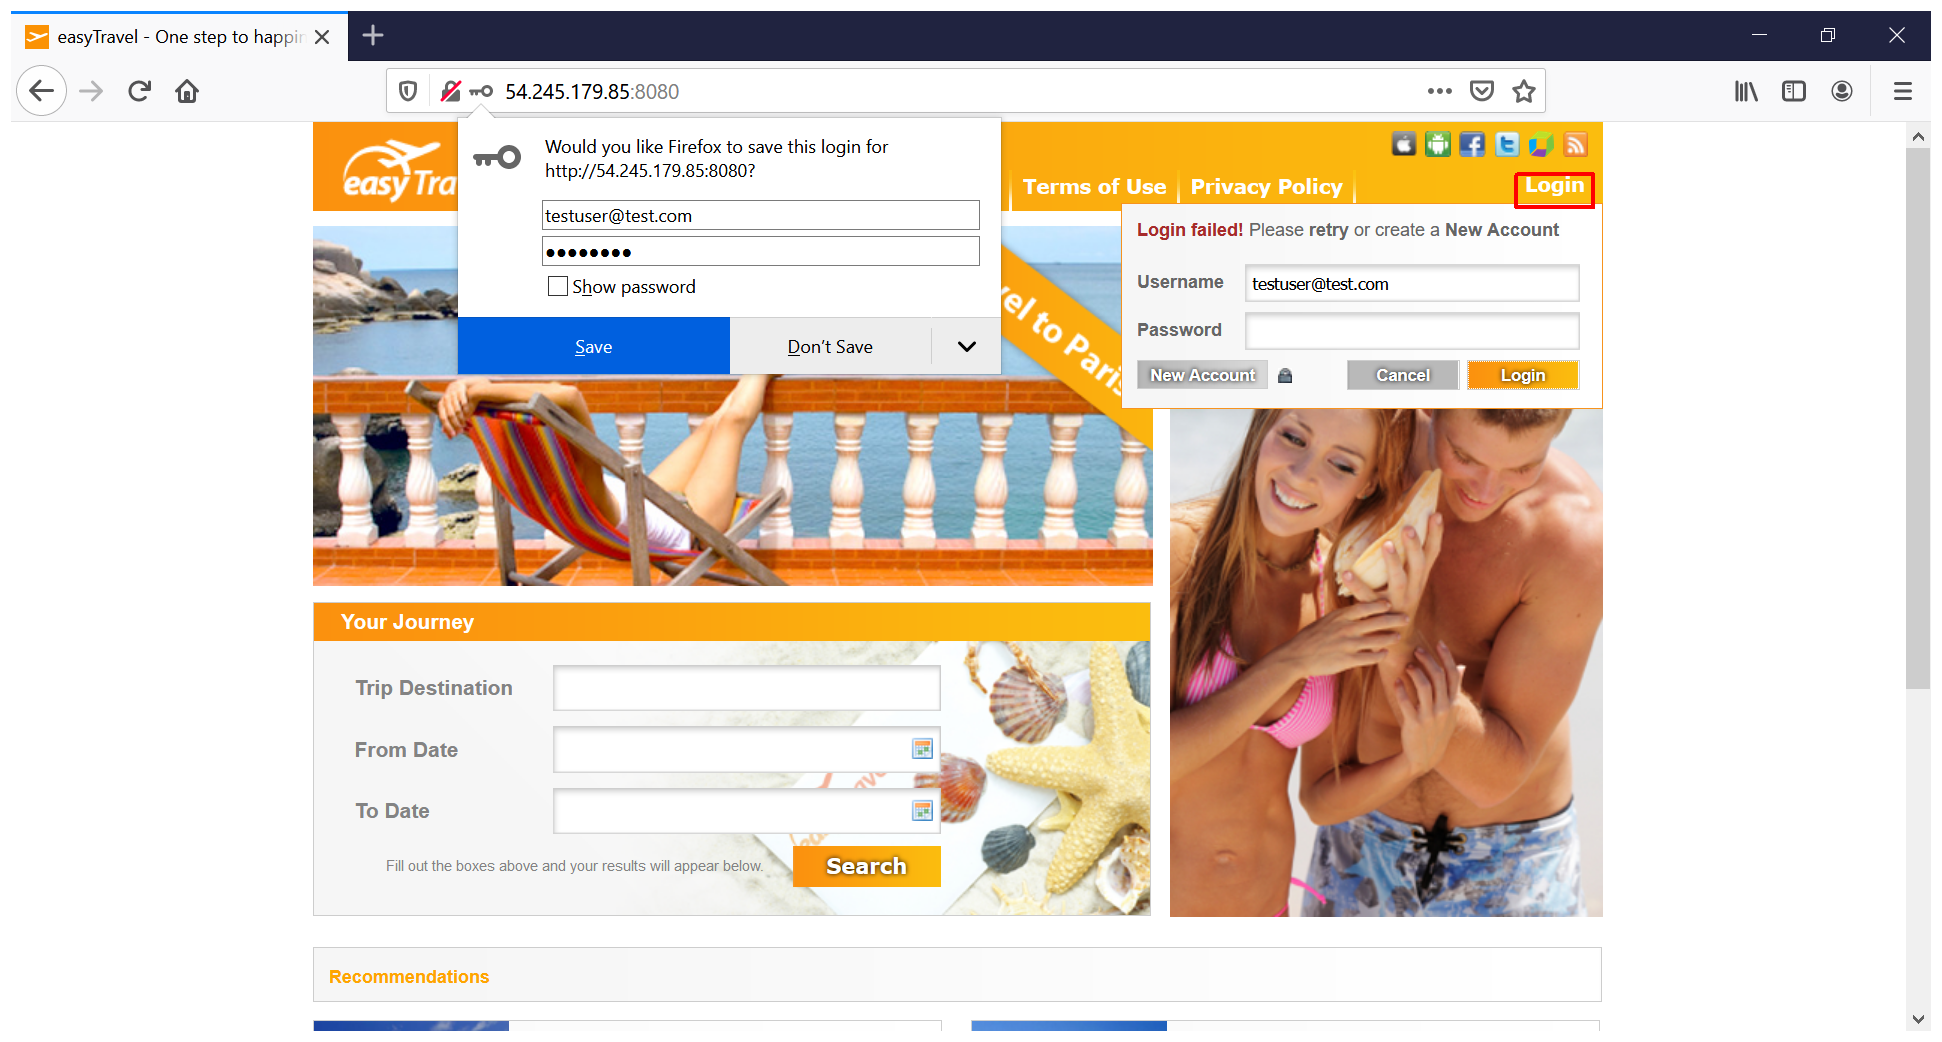 easyTravel - One step to happin
54.245.179.85:8080
easyTra
Would you like Firefox to save this login for
http://54.245.179.85:8080?
testuser@test.com
Show password
Save
Don't Save
Terms of Use
Privacy Policy
Login
Login failed! Please retry or create a New Account
Username
testuser@test.com
Password
New Account
Cancel
Login
vel to Paris
Your Journey
Trip Destination
From Date
To Date
Fill out the boxes above and your results will appear below.
Search
Recommendations